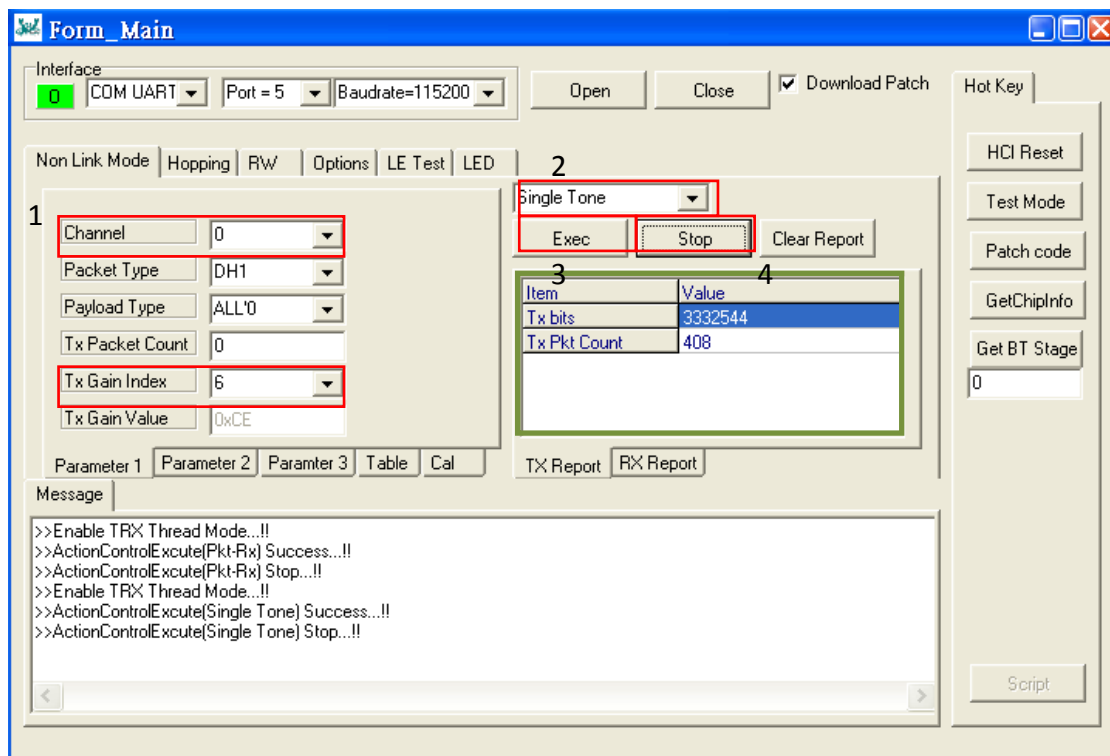 Form_Main
Interface
0 COM UART Port = 5 Baudrate=115200 Open Close Download Patch
Hot Key
Non Link Mode Hopping RW Options LE Test LED
2
Single Tone
1
Channel 0
Exec Stop Clear Report
3 4
Packet Type DH1
Payload Type ALL'0
Tx Packet Count 0
Tx Gain Index 6
Tx Gain Value 0xCE
Item Value
Tx bits 3332544
Tx Pkt Count 408
Parameter 1 Parameter 2 Paramter 3 Table Cal
TX Report RX Report
HCI Reset
Test Mode
Patch code
GetChipInfo
Get BT Stage
0
Message
>>Enable TRX Thread Mode...!!
>>ActionControlExcute(Pkt-Rx) Success...!!
>>ActionControlExcute(Pkt-Rx) Stop...!!
>>Enable TRX Thread Mode...!!
>>ActionControlExcute(Single Tone) Success...!!
>>ActionControlExcute(Single Tone) Stop...!!
Script